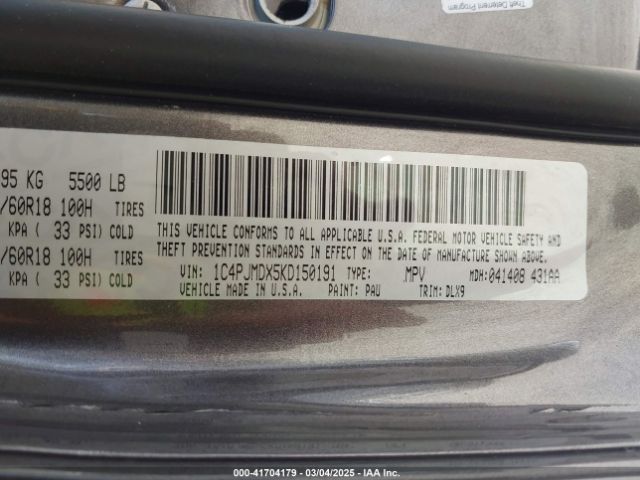 Theft Deterrent Program
95 KG 5500 LB
/60R18 100H TIRES
KPA ( 33 PSI) COLD
/60R18 100H TIRES
KPA ( 33 PSI) COLD
THIS VEHICLE CONFORMS TO ALL APPLICABLE U.S.A. FEDERAL MOTOR VEHICLE SAFETY AND
THEFT PREVENTION STANDARDS IN EFFECT ON THE DATE OF MANUFACTURE SHOWN ABOVE.
VIN: 1C4PJMDX5KD150191 TYPE: MPV MDH: 041408 431AA
VEHICLE MADE IN U.S.A. PAINT: PAU TRIM: DLX9
000-41704179 — 03/04/2025 — IAA Inc.